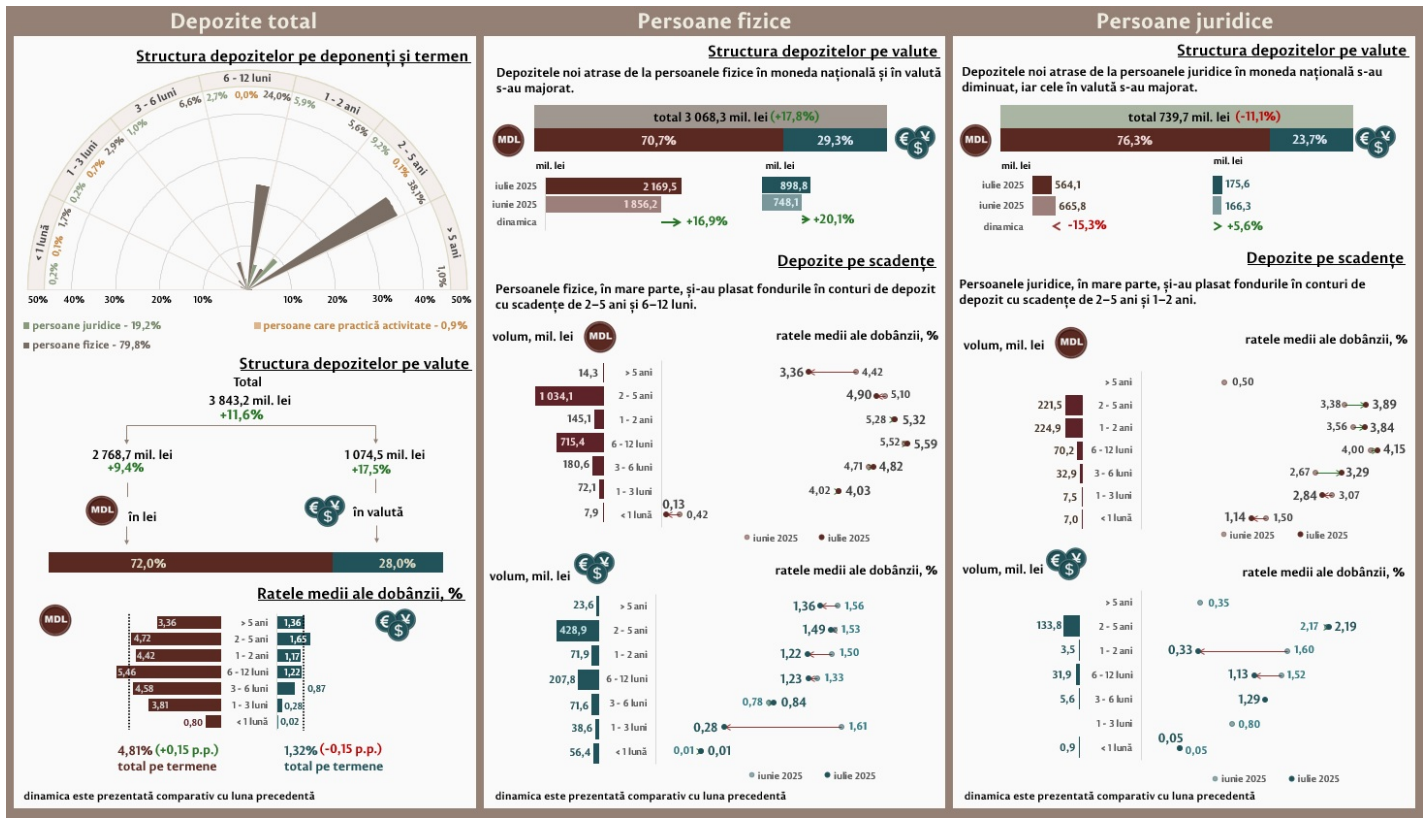 Depozite total
Structura depozitelor pe deponenți și termen
< 1 lună
1 - 3 luni
3 - 6 luni
6 - 12 luni
1 - 2 ani
2 - 5 ani
> 5 ani
0,2% 0,1% 1,7%
0,2% 0,7% 2,9%
1,0% 6,6%
2,7% 0,0% 24,0%
5,9% 5,6%
9,2% 0,1% 38,1%
1,0%
50% 40% 30% 20% 10% 10% 20% 30% 40% 50%
persoane juridice - 19,2%
persoane care practică activitate - 0,9%
persoane fizice - 79,8%
Structura depozitelor pe valute
Total
3 843,2 mil. lei
+11,6%
2 768,7 mil. lei 1 074,5 mil. lei
+9,4% +17,5%
MDL în lei € ¥ $ în valută
72,0% 28,0%
Ratele medii ale dobânzii, %
MDL € ¥ $
3,36 > 5 ani 1,36
4,72 2 - 5 ani 1,65
4,42 1 - 2 ani 1,17
5,46 6 - 12 luni 1,22
4,58 3 - 6 luni 0,87
3,81 1 - 3 luni 0,28
0,80 < 1 lună 0,02
4,81% (+0,15 p.p.) 1,32% (-0,15 p.p.)
total pe termene total pe termene
dinamica este prezentată comparativ cu luna precedentă
Persoane fizice
Structura depozitelor pe valute
Depozitele noi atrase de la persoanele fizice în moneda națională și în valută
s-au majorat.
total 3 068,3 mil. lei (+17,8%)
MDL 70,7% 29,3% € ¥ $
mil. lei mil. lei
iulie 2025 2 169,5 898,8
iunie 2025 1 856,2 748,1
dinamica +16,9% +20,1%
Depozite pe scadențe
Persoanele fizice, în mare parte, și-au plasat fondurile în conturi de depozit
cu scadențe de 2–5 ani și 6–12 luni.
volum, mil. lei MDL ratele medii ale dobânzii, %
14,3 > 5 ani 3,36 4,42
1 034,1 2 - 5 ani 4,90 5,10
145,1 1 - 2 ani 5,28 5,32
715,4 6 - 12 luni 5,52 5,59
180,6 3 - 6 luni 4,71 4,82
72,1 1 - 3 luni 4,02 4,03
7,9 < 1 lună 0,13 0,42
iunie 2025 iulie 2025
volum, mil. lei € ¥ $ ratele medii ale dobânzii, %
23,6 > 5 ani 1,36 1,56
428,9 2 - 5 ani 1,49 1,53
71,9 1 - 2 ani 1,22 1,50
207,8 6 - 12 luni 1,23 1,33
71,6 3 - 6 luni 0,78 0,84
38,6 1 - 3 luni 0,28 1,61
56,4 < 1 lună 0,01 0,01
iunie 2025 iulie 2025
dinamica este prezentată comparativ cu luna precedentă
Persoane juridice
Structura depozitelor pe valute
Depozitele noi atrase de la persoanele juridice în moneda națională s-au
diminuat, iar cele în valută s-au majorat.
total 739,7 mil. lei (-11,1%)
MDL 76,3% 23,7% € ¥ $
mil. lei mil. lei
iulie 2025 564,1 175,6
iunie 2025 665,8 166,3
dinamica < -15,3% > +5,6%
Depozite pe scadențe
Persoanele juridice, în mare parte, și-au plasat fondurile în conturi de
depozit cu scadențe de 2–5 ani și 1–2 ani.
volum, mil. lei MDL ratele medii ale dobânzii, %
> 5 ani 0,50
221,5 2 - 5 ani 3,38 3,89
224,9 1 - 2 ani 3,56 3,84
70,2 6 - 12 luni 4,00 4,15
32,9 3 - 6 luni 2,67 3,29
7,5 1 - 3 luni 2,84 3,07
7,0 < 1 lună 1,14 1,50
iunie 2025 iulie 2025
volum, mil. lei € ¥ $ ratele medii ale dobânzii, %
> 5 ani 0,35
133,8 2 - 5 ani 2,17 2,19
3,5 1 - 2 ani 0,33 1,60
31,9 6 - 12 luni 1,13 1,52
5,6 3 - 6 luni 1,29
1 - 3 luni 0,80
0,9 < 1 lună 0,05 0,05
iunie 2025 iulie 2025
dinamica este prezentată comparativ cu luna precedentă